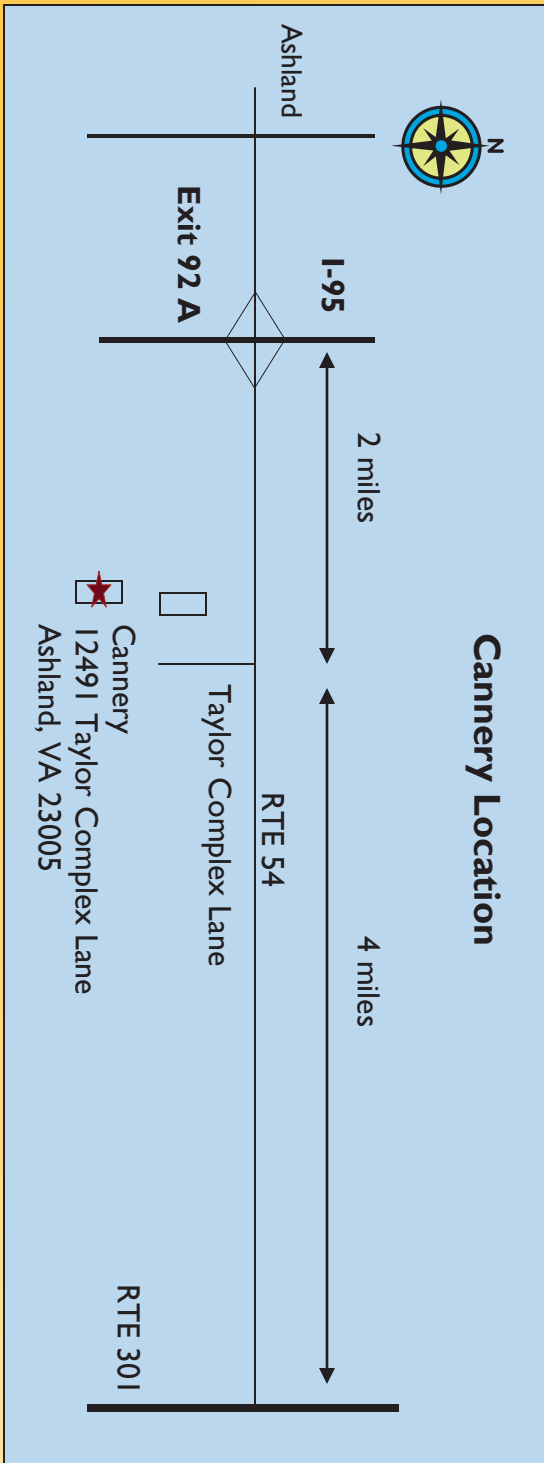 Cannery Location
N
Ashland
I-95
Exit 92 A
2 miles
4 miles
RTE 54
Taylor Complex Lane
Cannery
12491 Taylor Complex Lane
Ashland, VA 23005
RTE 301